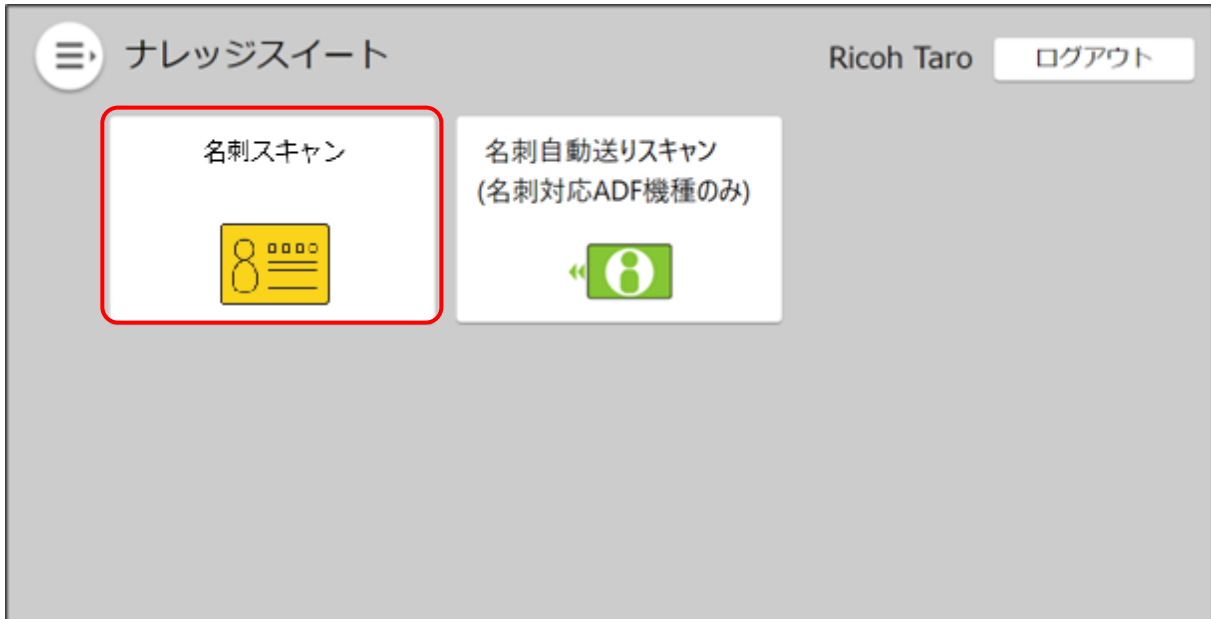 ナレッジスイート
Ricoh Taro
ログアウト
名刺スキャン
名刺自動送りスキャン
(名刺対応ADF機種のみ)